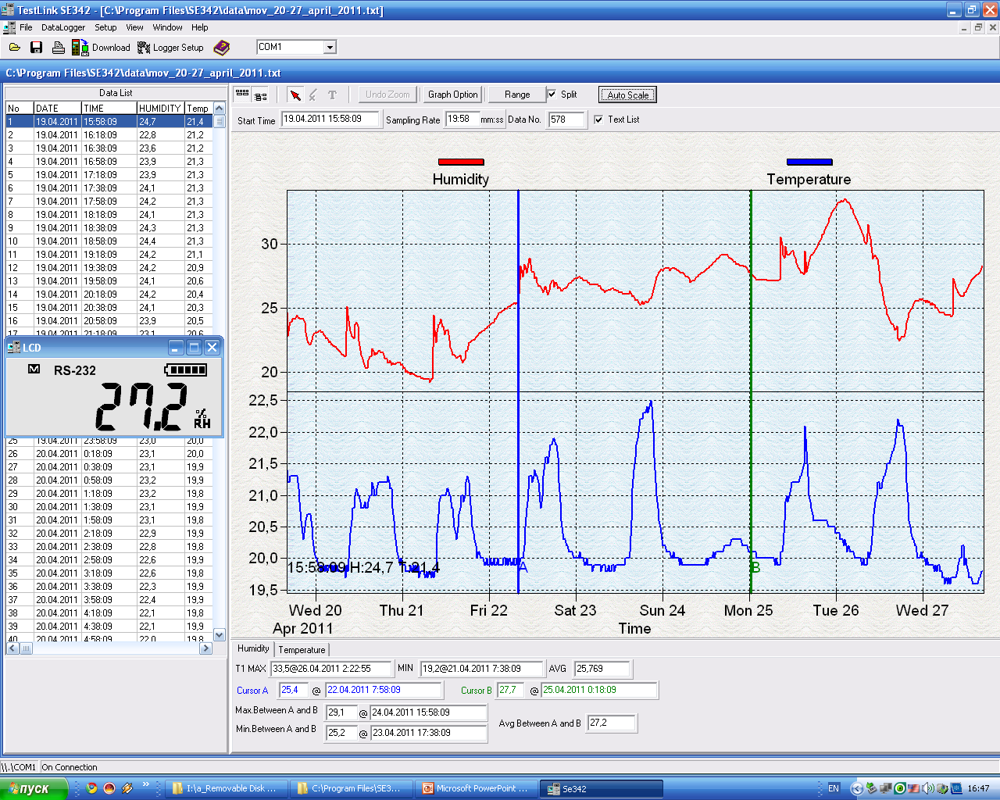 TestLink SE342 - [C:\Program Files\SE342\data\mov_20-27_april_2011.txt]
File DataLogger Setup View Window Help
Download Logger Setup COM1
C:\Program Files\SE342\data\mov_20-27_april_2011.txt
Data List
No DATE TIME HUMIDITY Temp
1 19.04.2011 15:58:09 24,7 21,4
2 19.04.2011 16:18:09 22,8 21,2
3 19.04.2011 16:38:09 23,6 21,2
4 19.04.2011 16:58:09 23,9 21,3
5 19.04.2011 17:18:09 23,9 21,3
6 19.04.2011 17:38:09 24,1 21,3
7 19.04.2011 17:58:09 24,2 21,3
8 19.04.2011 18:18:09 24,1 21,3
9 19.04.2011 18:38:09 24,3 21,3
10 19.04.2011 18:58:09 24,4 21,3
11 19.04.2011 19:18:09 24,2 21,1
12 19.04.2011 19:38:09 24,2 20,9
13 19.04.2011 19:58:09 24,1 20,6
14 19.04.2011 20:18:09 24,2 20,4
15 19.04.2011 20:38:09 24,1 20,3
16 19.04.2011 20:58:09 23,9 20,5
17 19.04.2011 21:18:09 23,1 20,6
LCD
M RS-232
27.2 % RH
25 19.04.2011 23:58:09 23,0 20,0
26 20.04.2011 0:18:09 23,1 20,0
27 20.04.2011 0:38:09 23,1 19,9
28 20.04.2011 0:58:09 23,2 19,9
29 20.04.2011 1:18:09 23,2 19,8
30 20.04.2011 1:38:09 23,1 19,9
31 20.04.2011 1:58:09 23,1 19,8
32 20.04.2011 2:18:09 22,9 19,9
33 20.04.2011 2:38:09 22,8 19,9
34 20.04.2011 2:58:09 22,6 19,9
35 20.04.2011 3:18:09 22,6 19,8
36 20.04.2011 3:38:09 22,3 19,9
37 20.04.2011 3:58:09 22,4 19,9
38 20.04.2011 4:18:09 22,1 19,8
39 20.04.2011 4:38:09 22,1 19,9
40 20.04.2011 4:58:09 22,0 19,8
T Undo Zoom Graph Option Range Split Auto Scale
Start Time 19.04.2011 15:58:09 Sampling Rate 19:58 mm:ss Data No. 578 Text List
Humidity Temperature
30
25
20
22,5
22,0
21,5
21,0
20,5
20,0
19,5
15:58:09 H:24,7 T:21,4 A B
Wed 20 Thu 21 Fri 22 Sat 23 Sun 24 Mon 25 Tue 26 Wed 27
Apr 2011 Time
Humidity Temperature
T1 MAX 33,5@26.04.2011 2:22:55 MIN 19,2@21.04.2011 7:38:09 AVG 25,769
Cursor A 25,4 @ 22.04.2011 7:58:09 Cursor B 27,7 @ 25.04.2011 0:18:09
Max.Between A and B 29,1 @ 24.04.2011 15:58:09
Avg Between A and B 27,2
Min.Between A and B 25,2 @ 23.04.2011 17:38:09
\\.\COM1 On Connection
пуск » I:\a_Removable Disk ... C:\Program Files\SE3... Microsoft PowerPoint ... Se342 EN 16:47